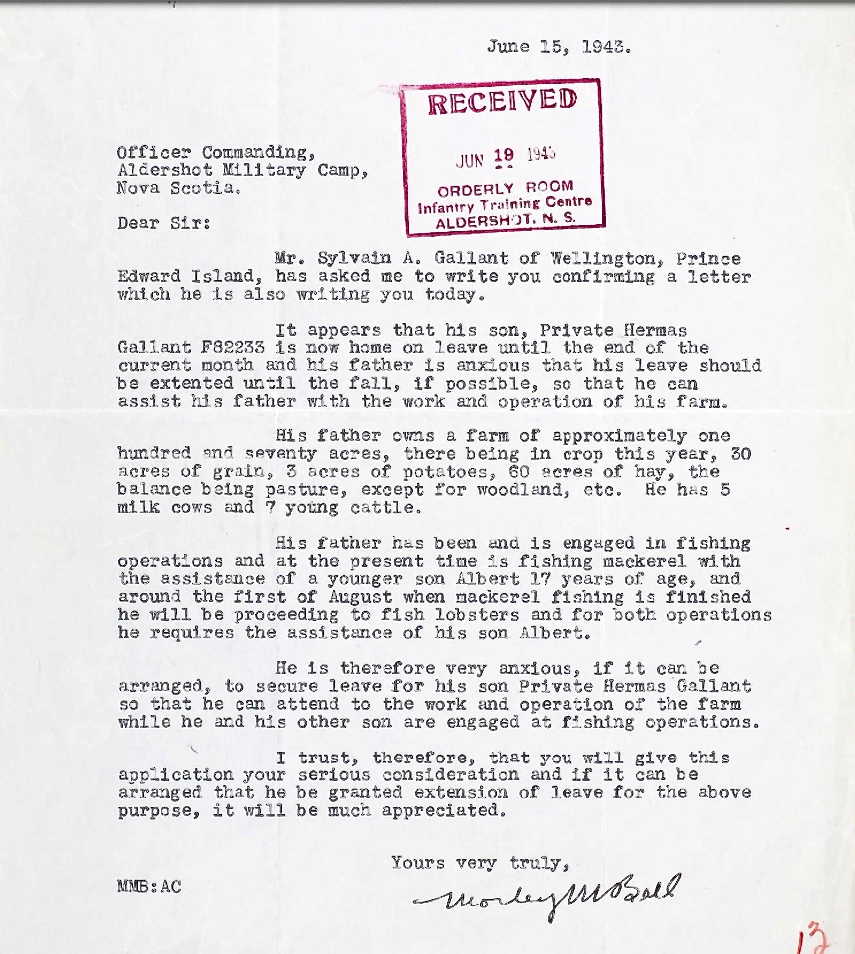 June 15, 1943.
RECEIVED
JUN 19 1943
ORDERLY ROOM
Infantry Training Centre
ALDERSHOT, N. S.
Officer Commanding,
Aldershot Military Camp,
Nova Scotia.
Dear Sir:
Mr. Sylvain A. Gallant of Wellington, Prince
Edward Island, has asked me to write you confirming a letter
which he is also writing you today.
It appears that his son, Private Hermas
Gallant F82233 is now home on leave until the end of the
current month and his father is anxious that his leave should
be extented until the fall, if possible, so that he can
assist his father with the work and operation of his farm.
His father owns a farm of approximately one
hundred and seventy acres, there being in crop this year, 30
acres of grain, 3 acres of potatoes, 60 acres of hay, the
balance being pasture, except for woodland, etc. He has 5
milk cows and 7 young cattle.
His father has been and is engaged in fishing
operations and at the present time is fishing mackerel with
the assistance of a younger son Albert 17 years of age, and
around the first of August when mackerel fishing is finished
he will be proceeding to fish lobsters and for both operations
he requires the assistance of his son Albert.
He is therefore very anxious, if it can be
arranged, to secure leave for his son Private Hermas Gallant
so that he can attend to the work and operation of the farm
while he and his other son are engaged at fishing operations.
I trust, therefore, that you will give this
application your serious consideration and if it can be
arranged that he be granted extension of leave for the above
purpose, it will be much appreciated.
Yours very truly,
MMB:AC
Morley M Bell
12